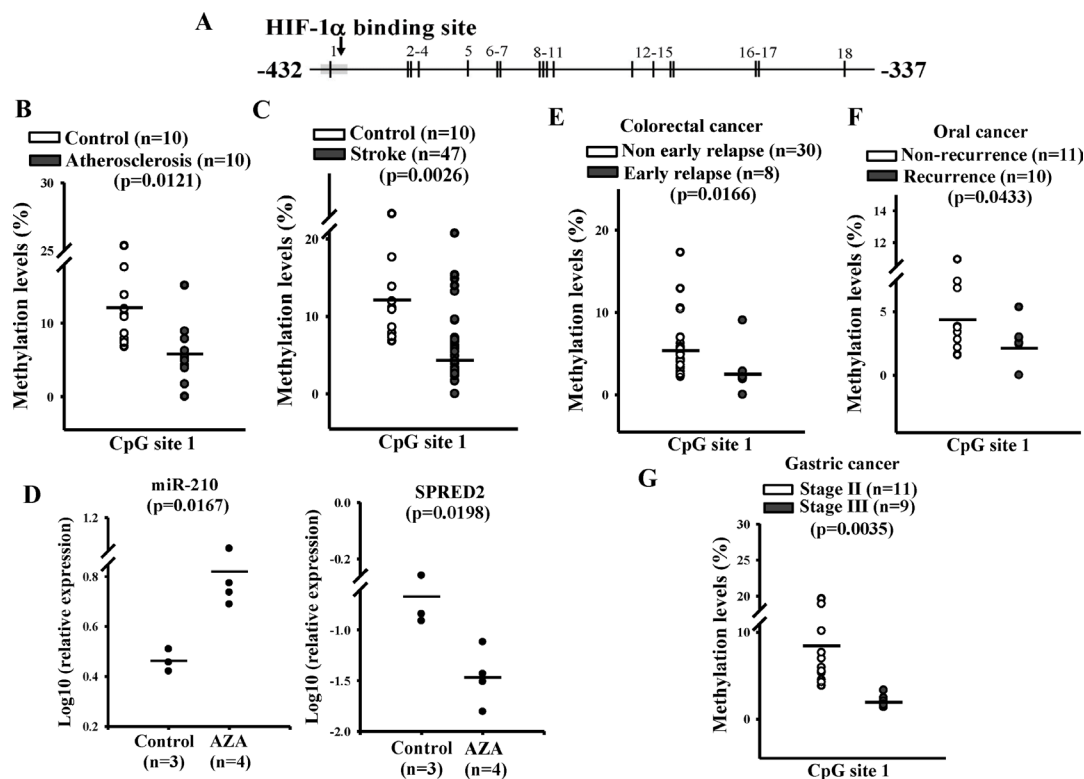 A
HIF-1α binding site
1 2-4 5 6-7 8-11 12-15 16-17 18
-432 -337
B
Control (n=10)
Atherosclerosis (n=10)
(p=0.0121)
Methylation levels (%)
30
25
10
0
CpG site 1
C
Control (n=10)
Stroke (n=47)
(p=0.0026)
Methylation levels (%)
20
10
0
CpG site 1
E
Colorectal cancer
Non early relapse (n=30)
Early relapse (n=8)
(p=0.0166)
Methylation levels (%)
20
10
0
CpG site 1
F
Oral cancer
Non-recurrence (n=11)
Recurrence (n=10)
(p=0.0433)
Methylation levels (%)
14
12
10
5
0
CpG site 1
D
miR-210
(p=0.0167)
Log10 (relative expression)
1.2
0.8
0.6
0.4
0.2
Control AZA
(n=3) (n=4)
SPRED2
(p=0.0198)
Log10 (relative expression)
0.0
-0.2
-1.0
-1.5
-2.0
Control AZA
(n=3) (n=4)
G
Gastric cancer
Stage II (n=11)
Stage III (n=9)
(p=0.0035)
Methylation levels (%)
30
20
10
0
CpG site 1